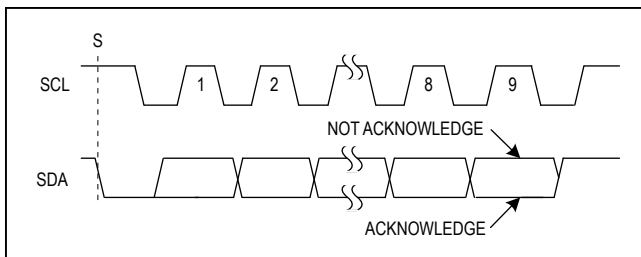 S
SCL 1 2 8 9
NOT ACKNOWLEDGE
SDA
ACKNOWLEDGE